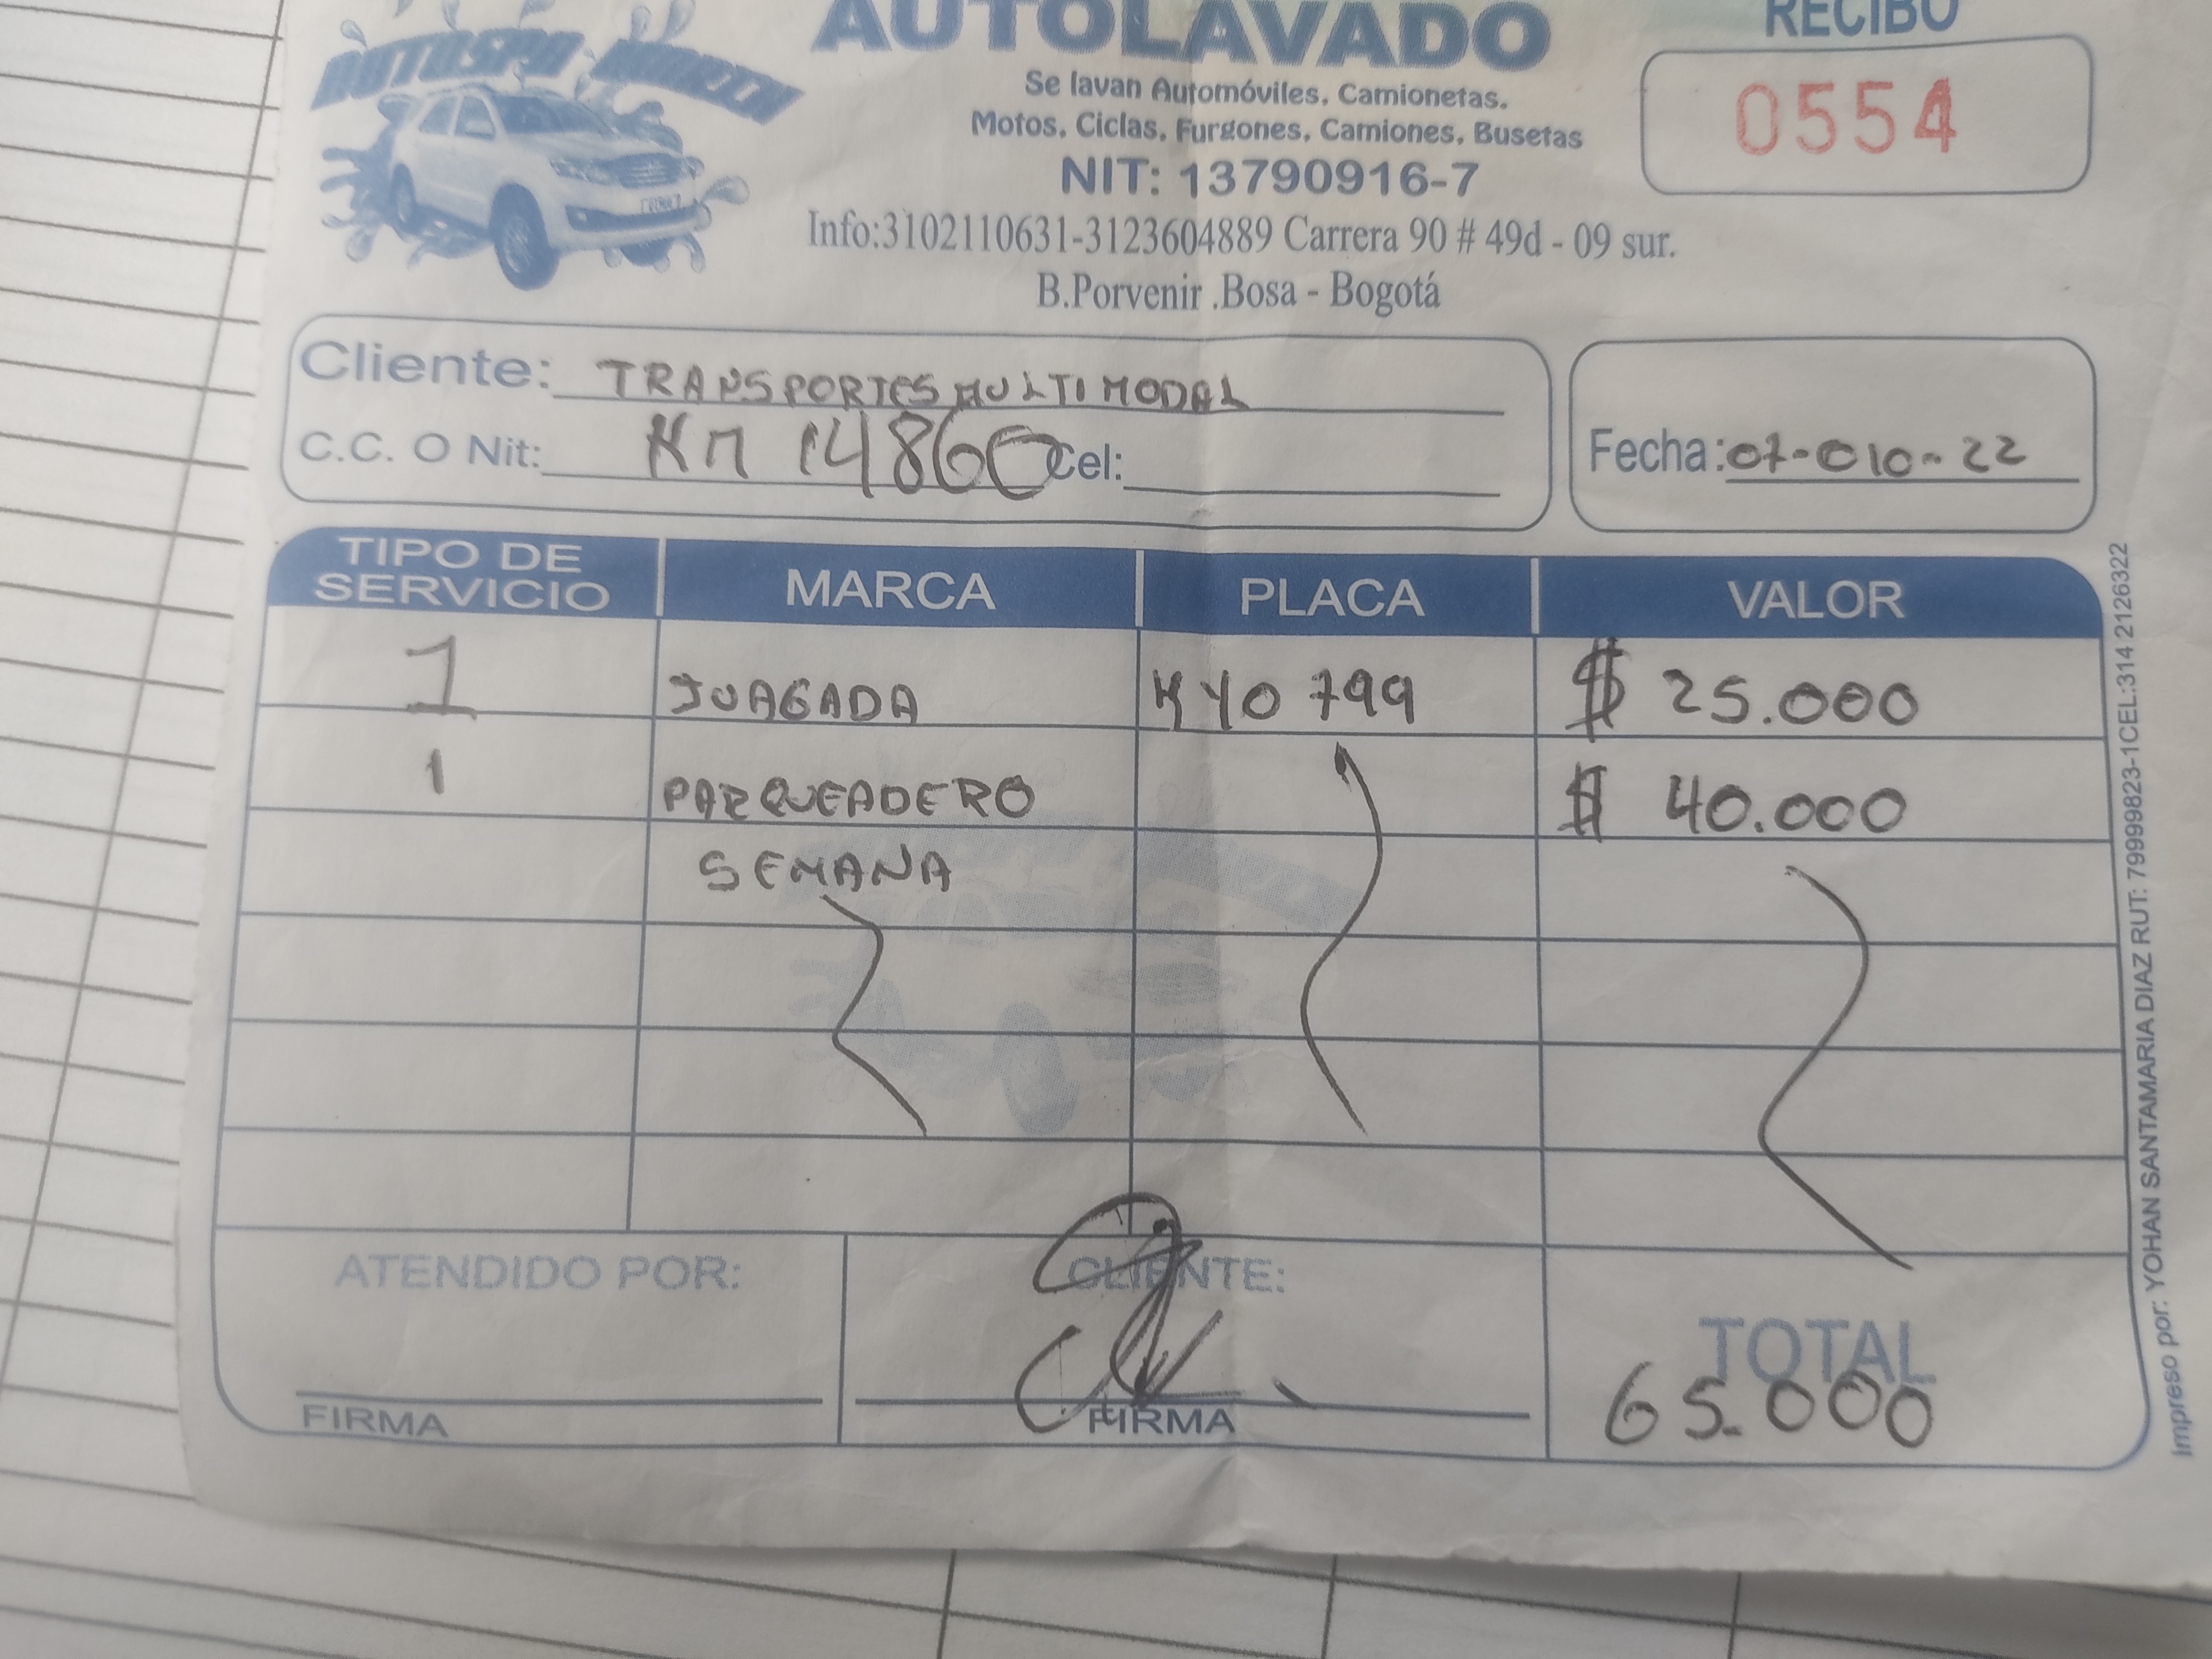 AUTOSPA
AUTOLAVADO
RECIBO
Se lavan Automóviles, Camionetas,
Motos, Ciclas, Furgones, Camiones, Busetas
0554
NIT: 13790916-7
Info:3102110631-3123604889 Carrera 90 # 49d - 09 sur.
B.Porvenir .Bosa - Bogotá
Cliente: TRANSPORTES MULTIMODAL
C.C. O Nit: KM 14860 Cel:
Fecha: 07-010-22
TIPO DE SERVICIO MARCA PLACA VALOR
1 JUAGADA KYO 799 $ 25.000
1 PARQUEADERO $ 40.000
SEMANA
ATENDIDO POR: CLIENTE: TOTAL
65.000
FIRMA FIRMA
Impreso por: YOHAN SANTAMARIA DIAZ RUT: 79999823-1CEL:314 2126322